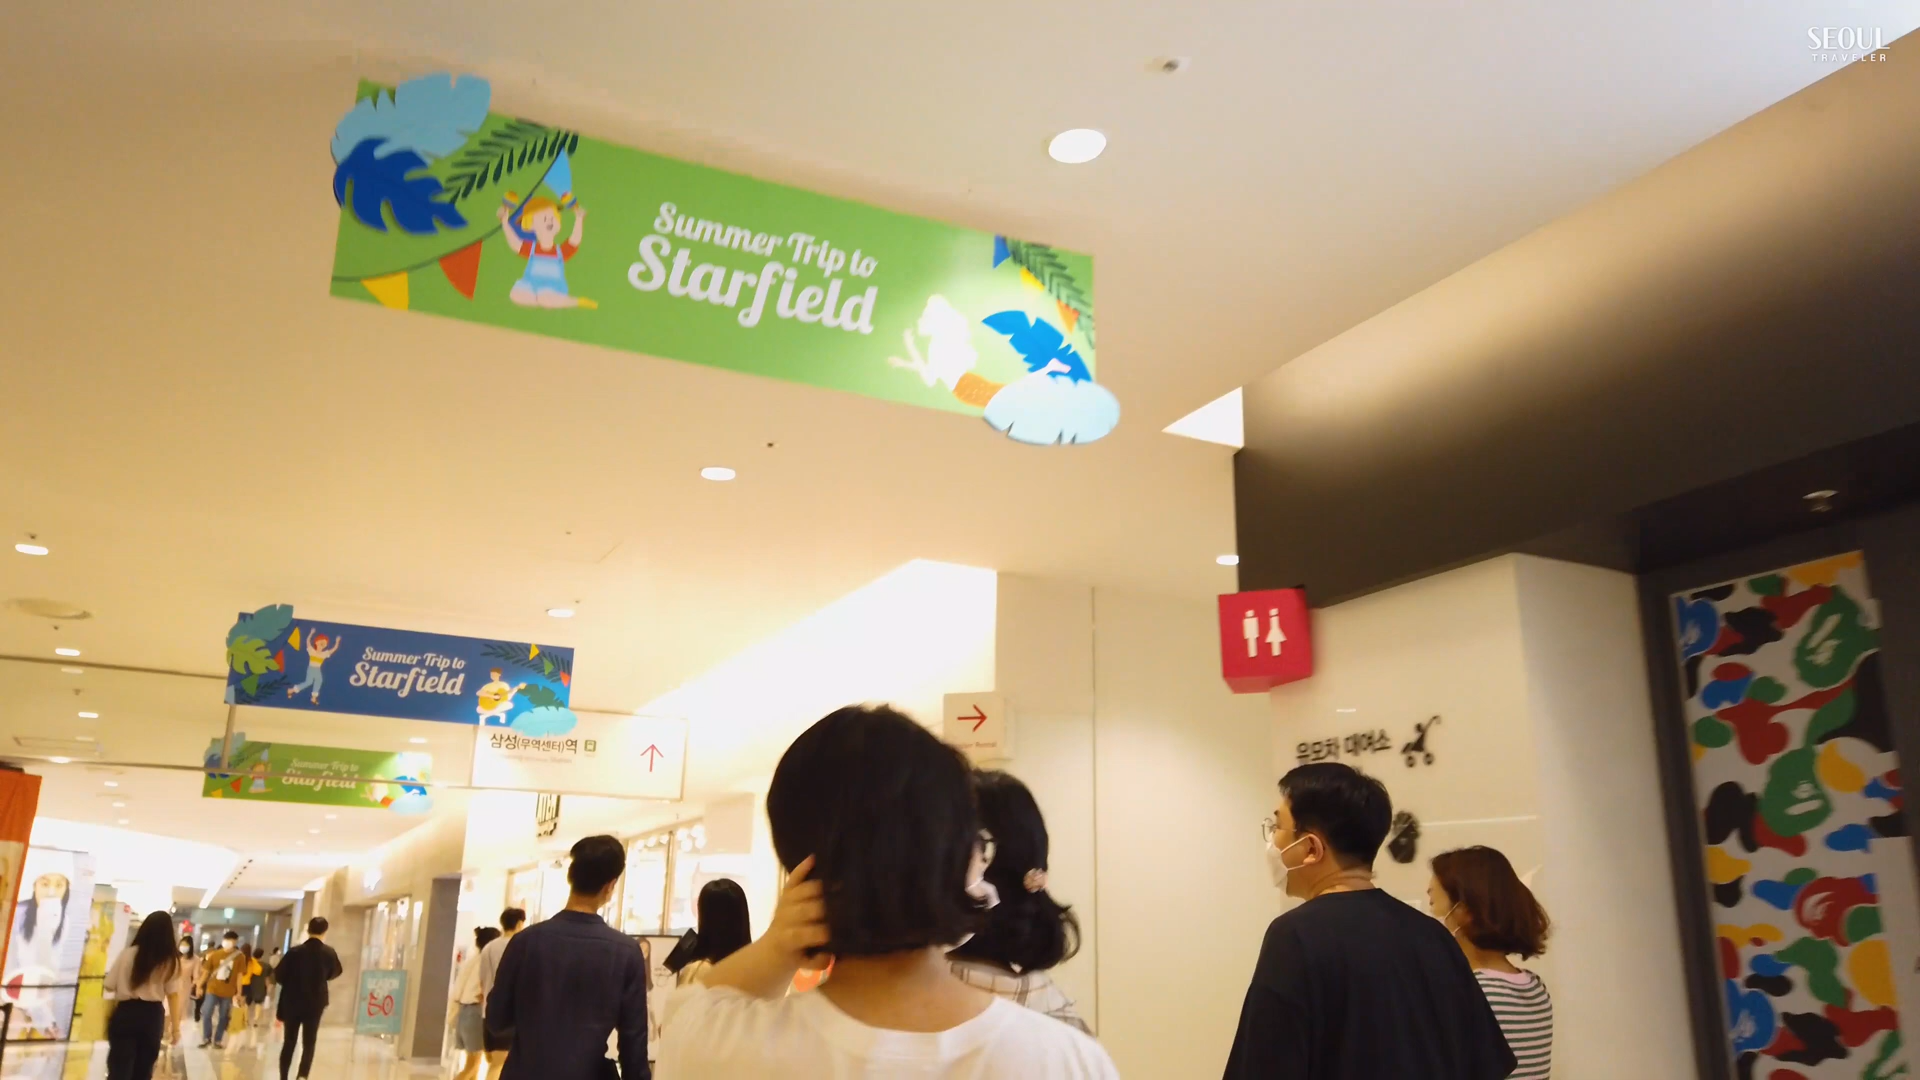 SEOUL
TRAVELER
Summer Trip to
Starfield
Summer Trip to
Starfield
삼성(무역센터)역
Summer Trip to
Starfield
유모차 대여소
50